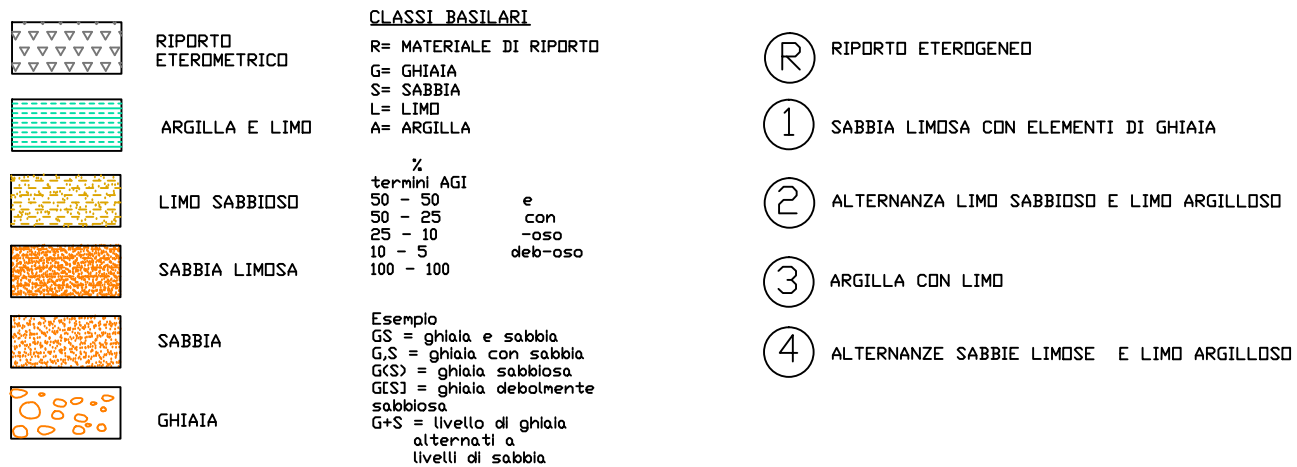 RIPORTO
ETEROMETRICO
ARGILLA E LIMO
LIMO SABBIOSO
SABBIA LIMOSA
SABBIA
GHIAIA
CLASSI BASILARI
R= MATERIALE DI RIPORTO
G= GHIAIA
S= SABBIA
L= LIMO
A= ARGILLA
%
termini AGI
50 - 50 e
50 - 25 con
25 - 10 -oso
10 - 5 deb-oso
100 - 100
Esempio
GS = ghiaia e sabbia
G,S = ghiaia con sabbia
G(S) = ghiaia sabbiosa
G[S] = ghiaia debolmente
sabbiosa
G+S = livello di ghiaia
alternati a
livelli di sabbia
R RIPORTO ETEROGENEO
1 SABBIA LIMOSA CON ELEMENTI DI GHIAIA
2 ALTERNANZA LIMO SABBIOSO E LIMO ARGILLOSO
3 ARGILLA CON LIMO
4 ALTERNANZE SABBIE LIMOSE E LIMO ARGILLOSO